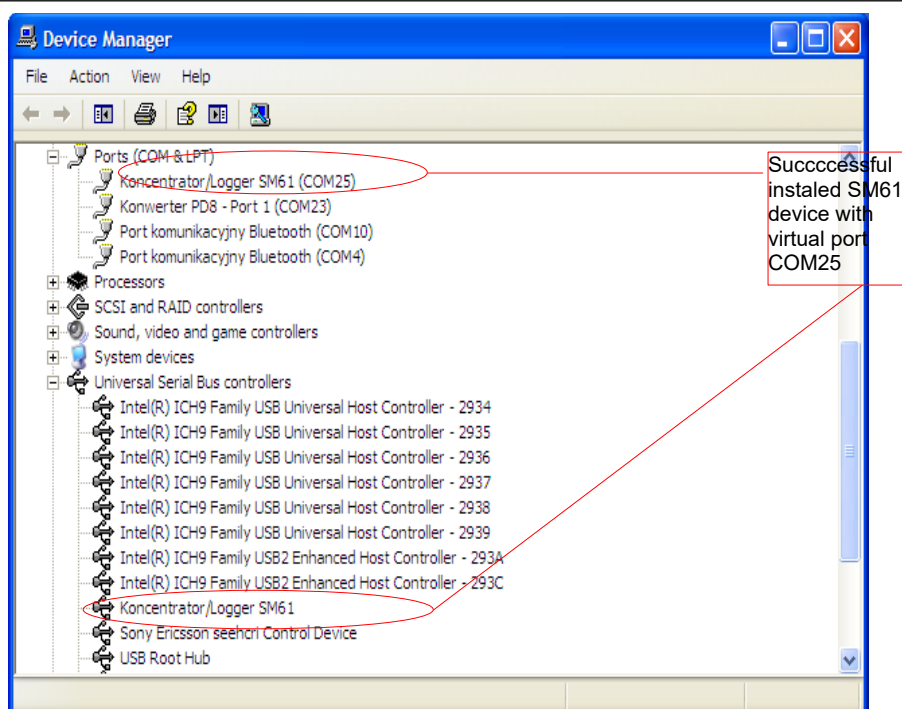 Device Manager
File Action View Help
Ports (COM & LPT)
Koncentrator/Logger SM61 (COM25)
Konwerter PD8 - Port 1 (COM23)
Port komunikacyjny Bluetooth (COM10)
Port komunikacyjny Bluetooth (COM4)
Processors
SCSI and RAID controllers
Sound, video and game controllers
System devices
Universal Serial Bus controllers
Intel(R) ICH9 Family USB Universal Host Controller - 2934
Intel(R) ICH9 Family USB Universal Host Controller - 2935
Intel(R) ICH9 Family USB Universal Host Controller - 2936
Intel(R) ICH9 Family USB Universal Host Controller - 2937
Intel(R) ICH9 Family USB Universal Host Controller - 2938
Intel(R) ICH9 Family USB Universal Host Controller - 2939
Intel(R) ICH9 Family USB2 Enhanced Host Controller - 293A
Intel(R) ICH9 Family USB2 Enhanced Host Controller - 293C
Koncentrator/Logger SM61
Sony Ericsson seehcri Control Device
USB Root Hub
Succccessful
instaled SM61
device with
virtual port
COM25